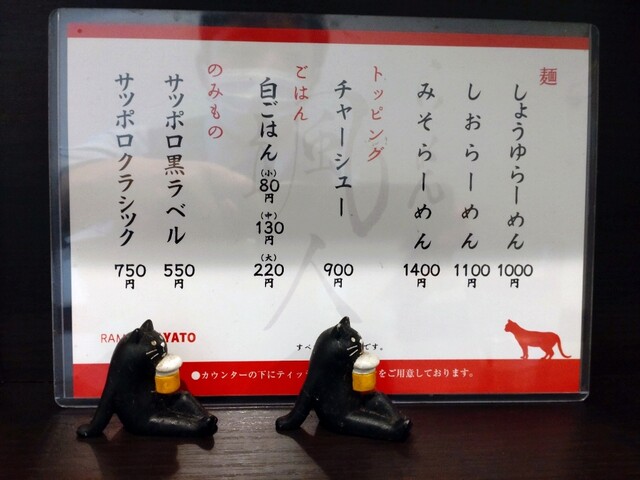 麺
しょうゆらーめん 1000円
しおらーめん 1100円
みそらーめん 1400円
トッピング
チャーシュー 900円
ごはん
白ごはん (小) 80円
(中) 130円
(大) 220円
のみもの
サッポロ黒ラベル 550円
サッポロクラシック 750円
RAM YATO
すべ です。
●カウンターの下にティッ をご用意しております。